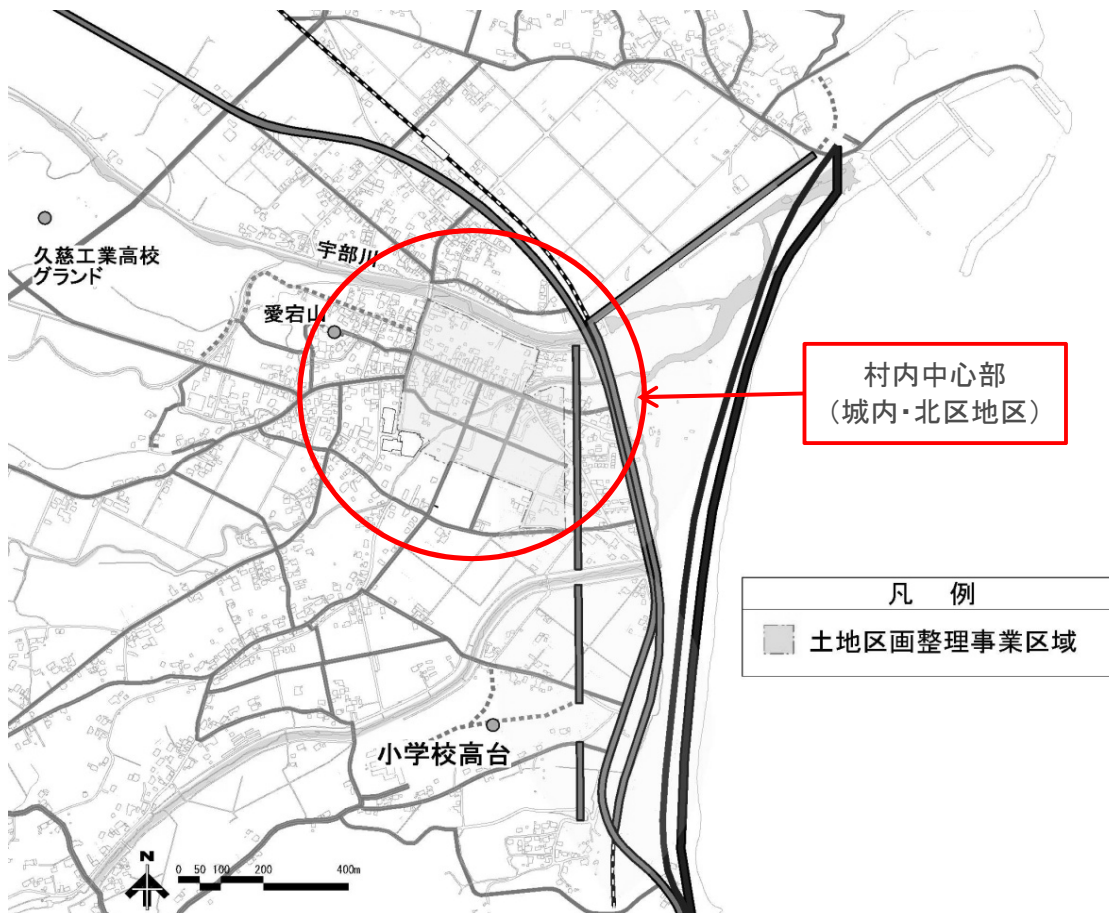 久慈工業高校
グランド
宇部川
愛宕山
村内中心部
(城内・北区地区)
凡 例
土地区画整理事業区域
小学校高台
N
0 50 100 200 400m